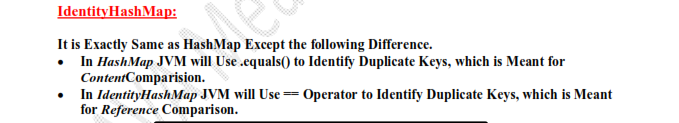 IdentityHashMap:
It is Exactly Same as HashMap Except the following Difference.
• In HashMap JVM will Use .equals() to Identify Duplicate Keys, which is Meant for
ContentComparision.
• In IdentityHashMap JVM will Use == Operator to Identify Duplicate Keys, which is Meant
for Reference Comparison.